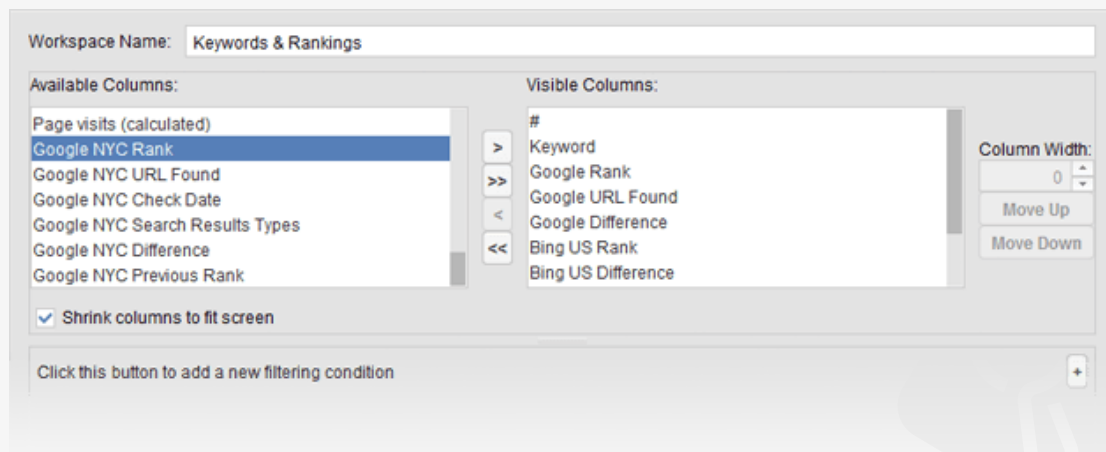 Workspace Name: Keywords & Rankings
Available Columns:
Page visits (calculated)
Google NYC Rank
Google NYC URL Found
Google NYC Check Date
Google NYC Search Results Types
Google NYC Difference
Google NYC Previous Rank
>
>>
<
<<
Visible Columns:
#
Keyword
Google Rank
Google URL Found
Google Difference
Bing US Rank
Bing US Difference
Column Width:
0
Move Up
Move Down
Shrink columns to fit screen
Click this button to add a new filtering condition
+